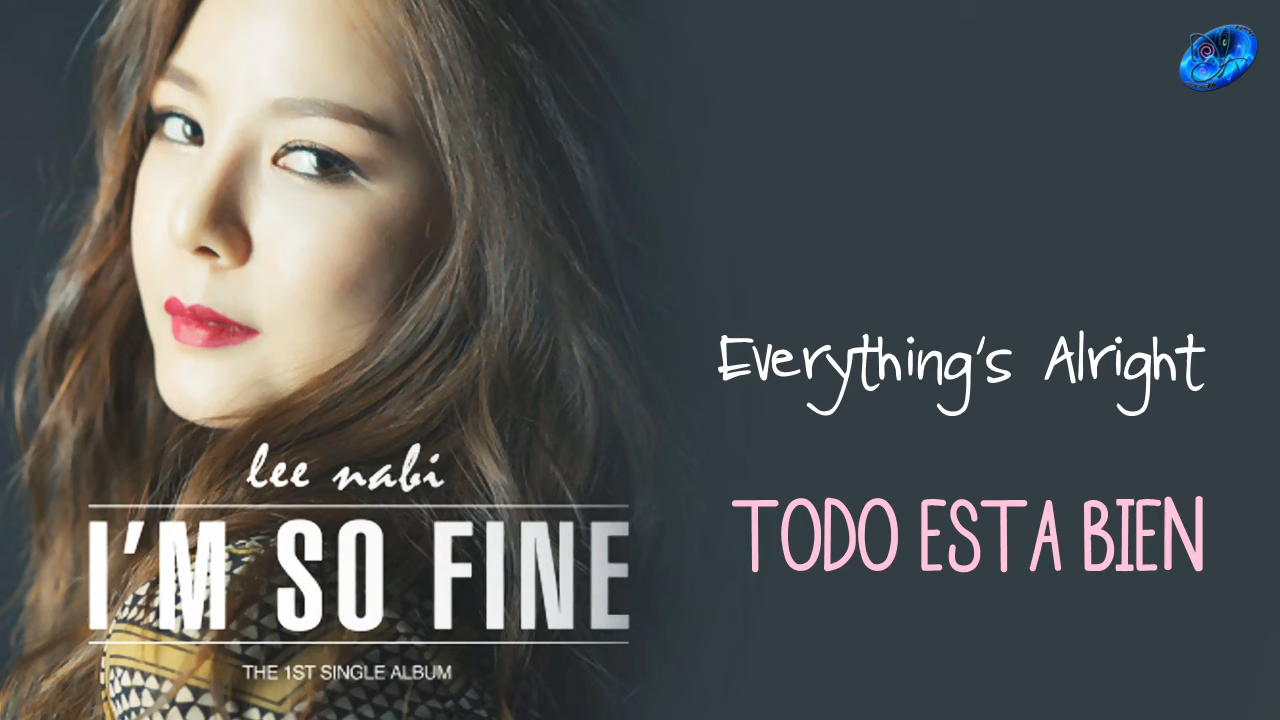 lee nabi
I'M SO FINE
THE 1ST SINGLE ALBUM
Everything's Alright
TODO ESTA BIEN